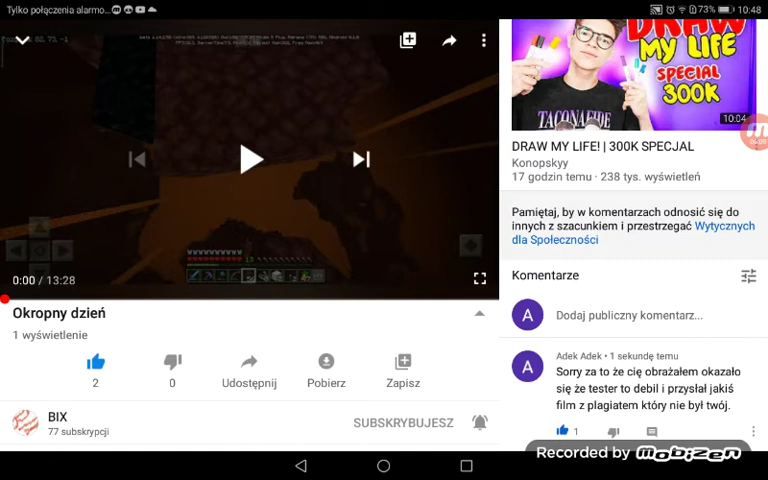 Tylko połączenia alarmo...
73% 10:48
0:00 / 13:28
Okropny dzień
1 wyświetlenie
2
0
Udostępnij
Pobierz
Zapisz
BIX
77 subskrypcji
SUBSKRYBUJESZ
DRAW
MY LIFE
SPECIAL
300K
TACONAFIDE
10:04
DRAW MY LIFE! | 300K SPECJAL
Konopskyy
17 godzin temu · 238 tys. wyświetleń
Pamiętaj, by w komentarzach odnosić się do
innych z szacunkiem i przestrzegać Wytycznych
dla Społeczności
Komentarze
A
Dodaj publiczny komentarz...
A
Adek Adek • 1 sekundę temu
Sorry za to że cię obrażałem okazało
się że tester to debil i przysłał jakiś
film z plagiatem który nie był twój.
1
Recorded by Mobizen